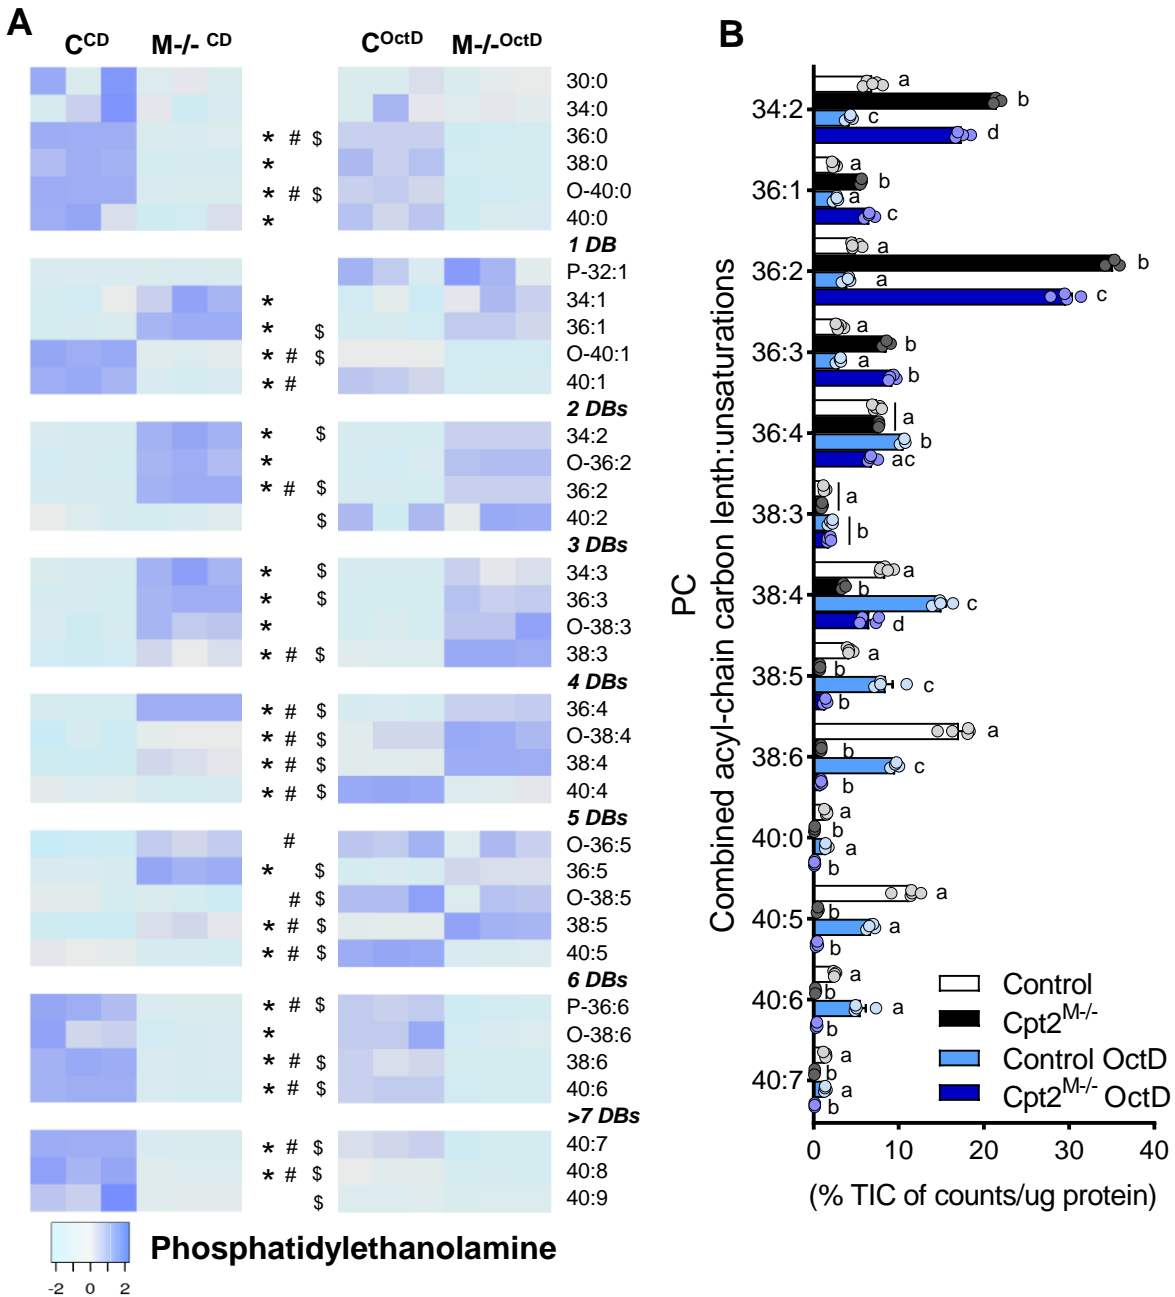 A
C^CD M-/- ^CD C^OctD M-/-^OctD
30:0
34:0
* # $ 36:0
* 38:0
* # $ O-40:0
* 40:0
1 DB
P-32:1
* 34:1
* $ 36:1
* # $ O-40:1
* # 40:1
2 DBs
* $ 34:2
* O-36:2
* # $ 36:2
$ 40:2
3 DBs
* $ 34:3
* $ 36:3
* O-38:3
* # $ 38:3
4 DBs
* # $ 36:4
* # $ O-38:4
* # $ 38:4
* # $ 40:4
5 DBs
# O-36:5
* $ 36:5
# $ O-38:5
* # $ 38:5
* # $ 40:5
6 DBs
* # $ P-36:6
* O-38:6
* # $ 38:6
* # $ 40:6
>7 DBs
* # $ 40:7
* # $ 40:8
$ 40:9
-2 0 2
Phosphatidylethanolamine
B
PC
Combined acyl-chain carbon lenth:unsaturations
34:2 a b c d
36:1 a b a c
36:2 a b a c
36:3 a b a b
36:4 a b ac
38:3 a b
38:4 a b c d
38:5 a b c b
38:6 a b c b
40:0 a b a b
40:5 a b a b
40:6 a b a b
40:7 a b a b
Control
Cpt2^M-/-
Control OctD
Cpt2^M-/- OctD
0 10 20 30 40
(% TIC of counts/ug protein)